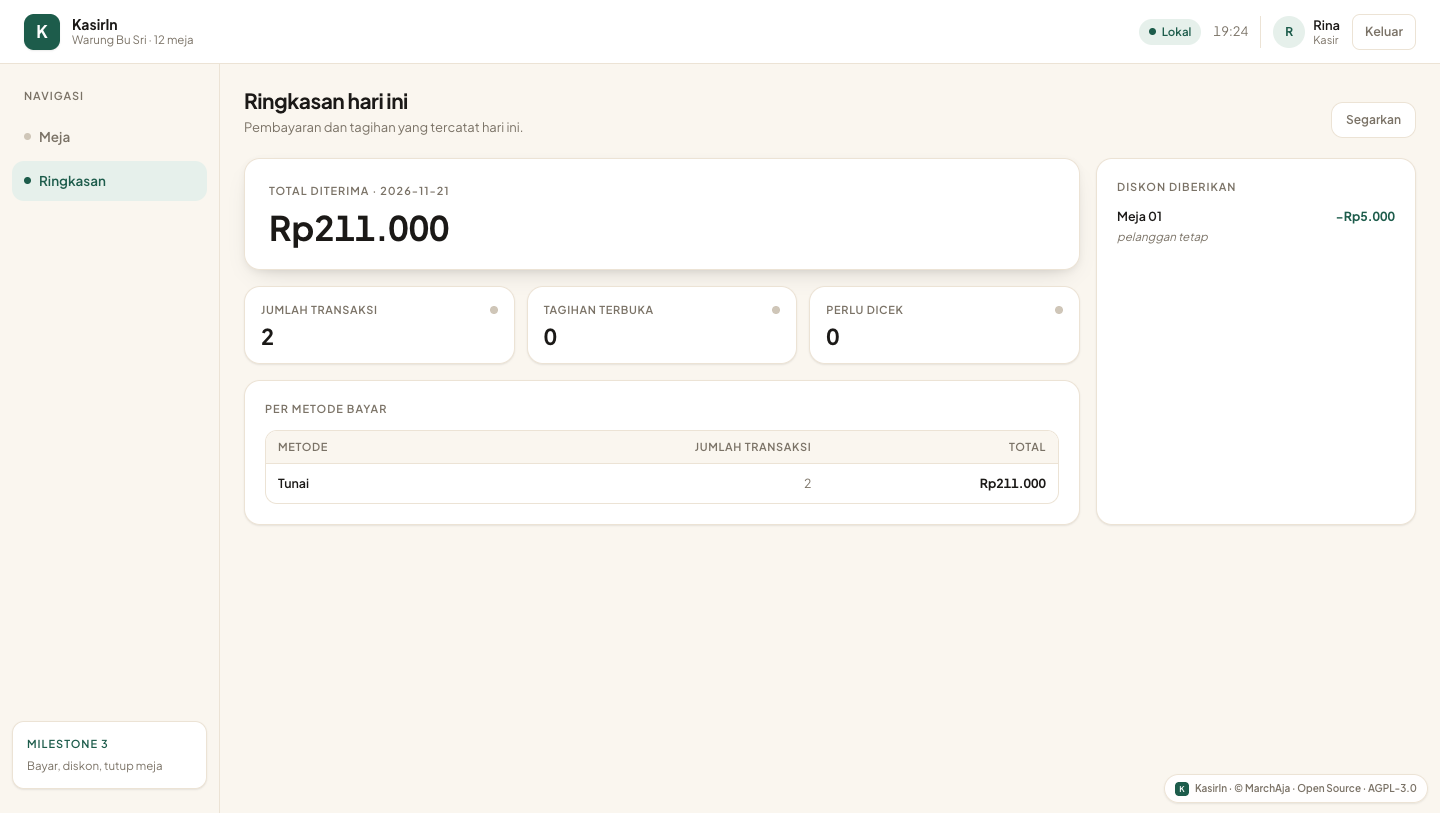 K
KasirIn
Warung Bu Sri · 12 meja
Lokal
19:24
R
Rina
Kasir
Keluar
NAVIGASI
Meja
Ringkasan
MILESTONE 3
Bayar, diskon, tutup meja
Ringkasan hari ini
Pembayaran dan tagihan yang tercatat hari ini.
Segarkan
TOTAL DITERIMA · 2026-11-21
Rp211.000
JUMLAH TRANSAKSI
2
TAGIHAN TERBUKA
0
PERLU DICEK
0
PER METODE BAYAR
METODE JUMLAH TRANSAKSI TOTAL
Tunai 2 Rp211.000
DISKON DIBERIKAN
Meja 01 -Rp5.000
pelanggan tetap
K KasirIn · © MarchAja · Open Source · AGPL-3.0